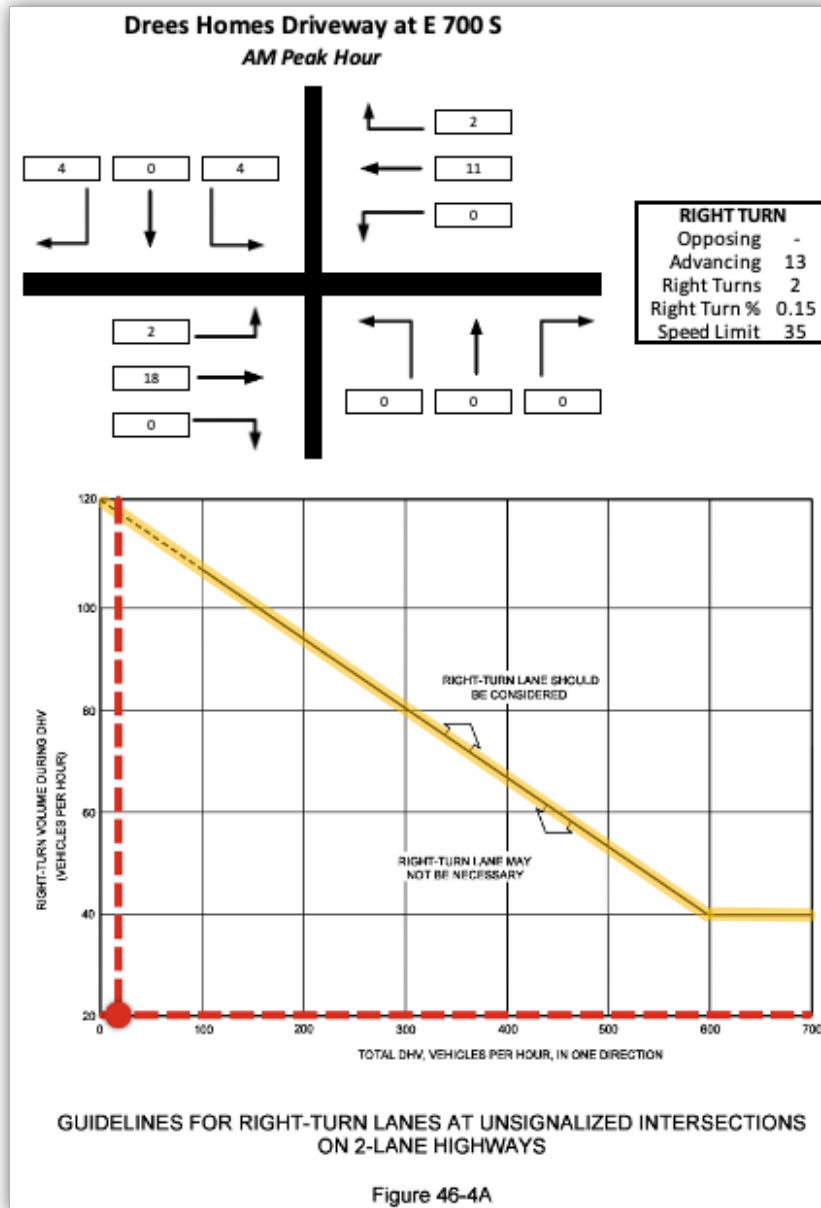 Drees Homes Driveway at E 700 S
AM Peak Hour
2
4 0 4
11
0
RIGHT TURN
Opposing -
Advancing 13
Right Turns 2
Right Turn % 0.15
Speed Limit 35
2
18
0
0 0 0
120
100
80
60
40
20
RIGHT-TURN VOLUME DURING DHV
(VEHICLES PER HOUR)
RIGHT-TURN LANE SHOULD
BE CONSIDERED
RIGHT-TURN LANE MAY
NOT BE NECESSARY
0 100 200 300 400 500 600 700
TOTAL DHV, VEHICLES PER HOUR, IN ONE DIRECTION
GUIDELINES FOR RIGHT-TURN LANES AT UNSIGNALIZED INTERSECTIONS
ON 2-LANE HIGHWAYS
Figure 46-4A